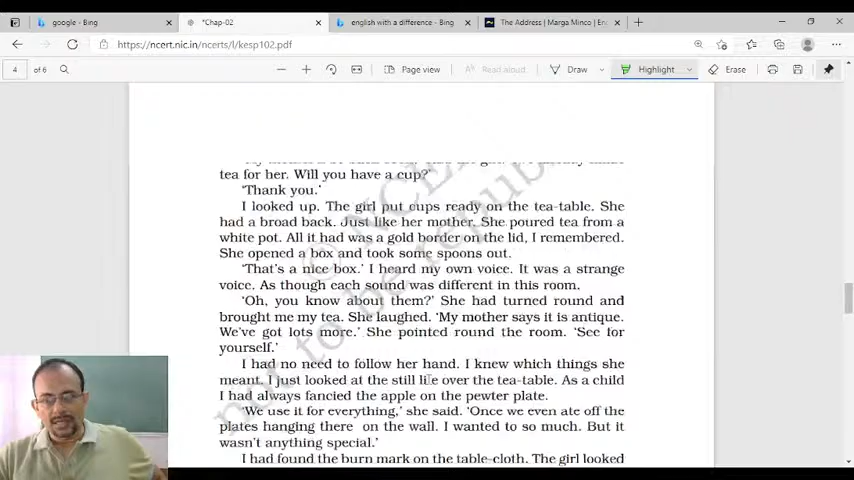 google - Bing
*Chap-02
english with a difference - Bing
The Address | Marga Minco | En
https://ncert.nic.in/ncerts/l/kesp102.pdf
4 of 6
Page view
Read aloud
Draw
Highlight
Erase
tea for her. Will you have a cup?'
'Thank you.'
I looked up. The girl put cups ready on the tea-table. She
had a broad back. Just like her mother. She poured tea from a
white pot. All it had was a gold border on the lid, I remembered.
She opened a box and took some spoons out.
'That's a nice box.' I heard my own voice. It was a strange
voice. As though each sound was different in this room.
'Oh, you know about them?' She had turned round and
brought me my tea. She laughed. 'My mother says it is antique.
We've got lots more.' She pointed round the room. 'See for
yourself.'
I had no need to follow her hand. I knew which things she
meant. I just looked at the still life over the tea-table. As a child
I had always fancied the apple on the pewter plate.
'We use it for everything,' she said. 'Once we even ate off the
plates hanging there on the wall. I wanted to so much. But it
wasn't anything special.'
I had found the burn mark on the table-cloth. The girl looked
© NCERT
not to be republ